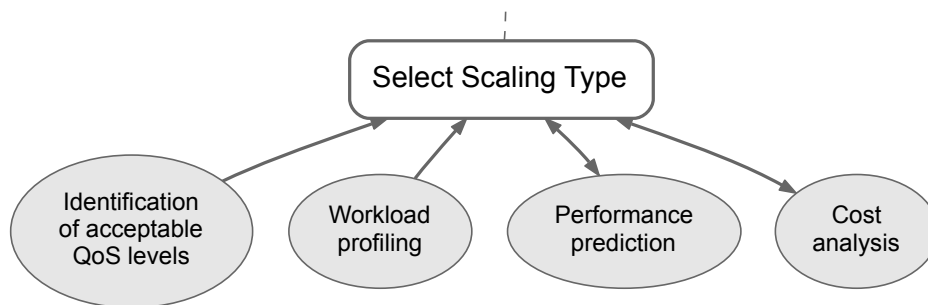 Select Scaling Type
Identification
of acceptable
QoS levels
Workload
profiling
Performance
prediction
Cost
analysis